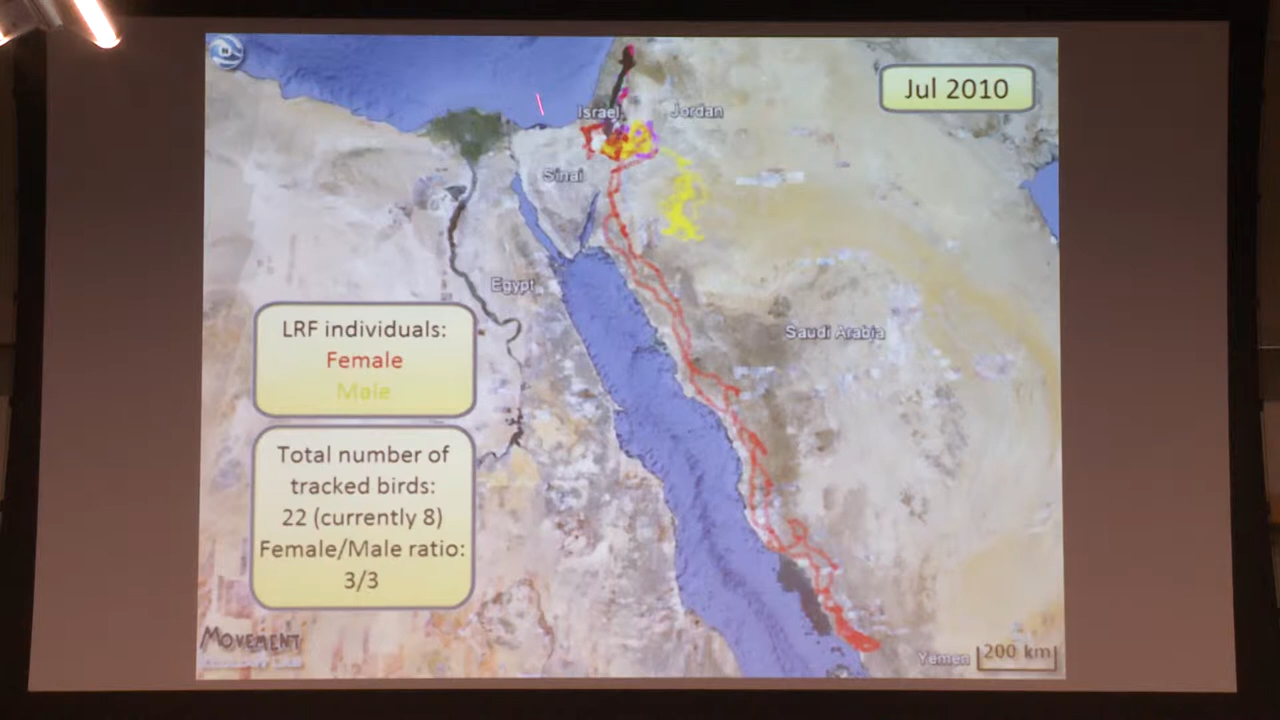 N
Jul 2010
Israel
Jordan
Sinai
Egypt
Saudi Arabia
LRF individuals:
Female
Male
Total number of
tracked birds:
22 (currently 8)
Female/Male ratio:
3/3
MOVEMENT
Yemen
200 km